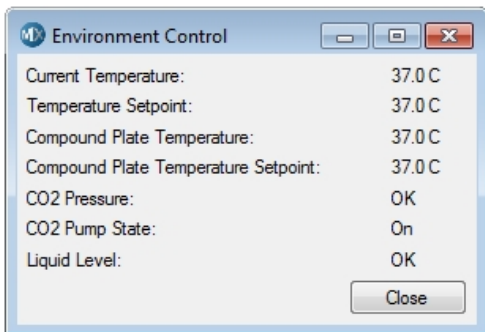 MX Environment Control
Current Temperature: 37.0 C
Temperature Setpoint: 37.0 C
Compound Plate Temperature: 37.0 C
Compound Plate Temperature Setpoint: 37.0 C
CO2 Pressure: OK
CO2 Pump State: On
Liquid Level: OK
Close